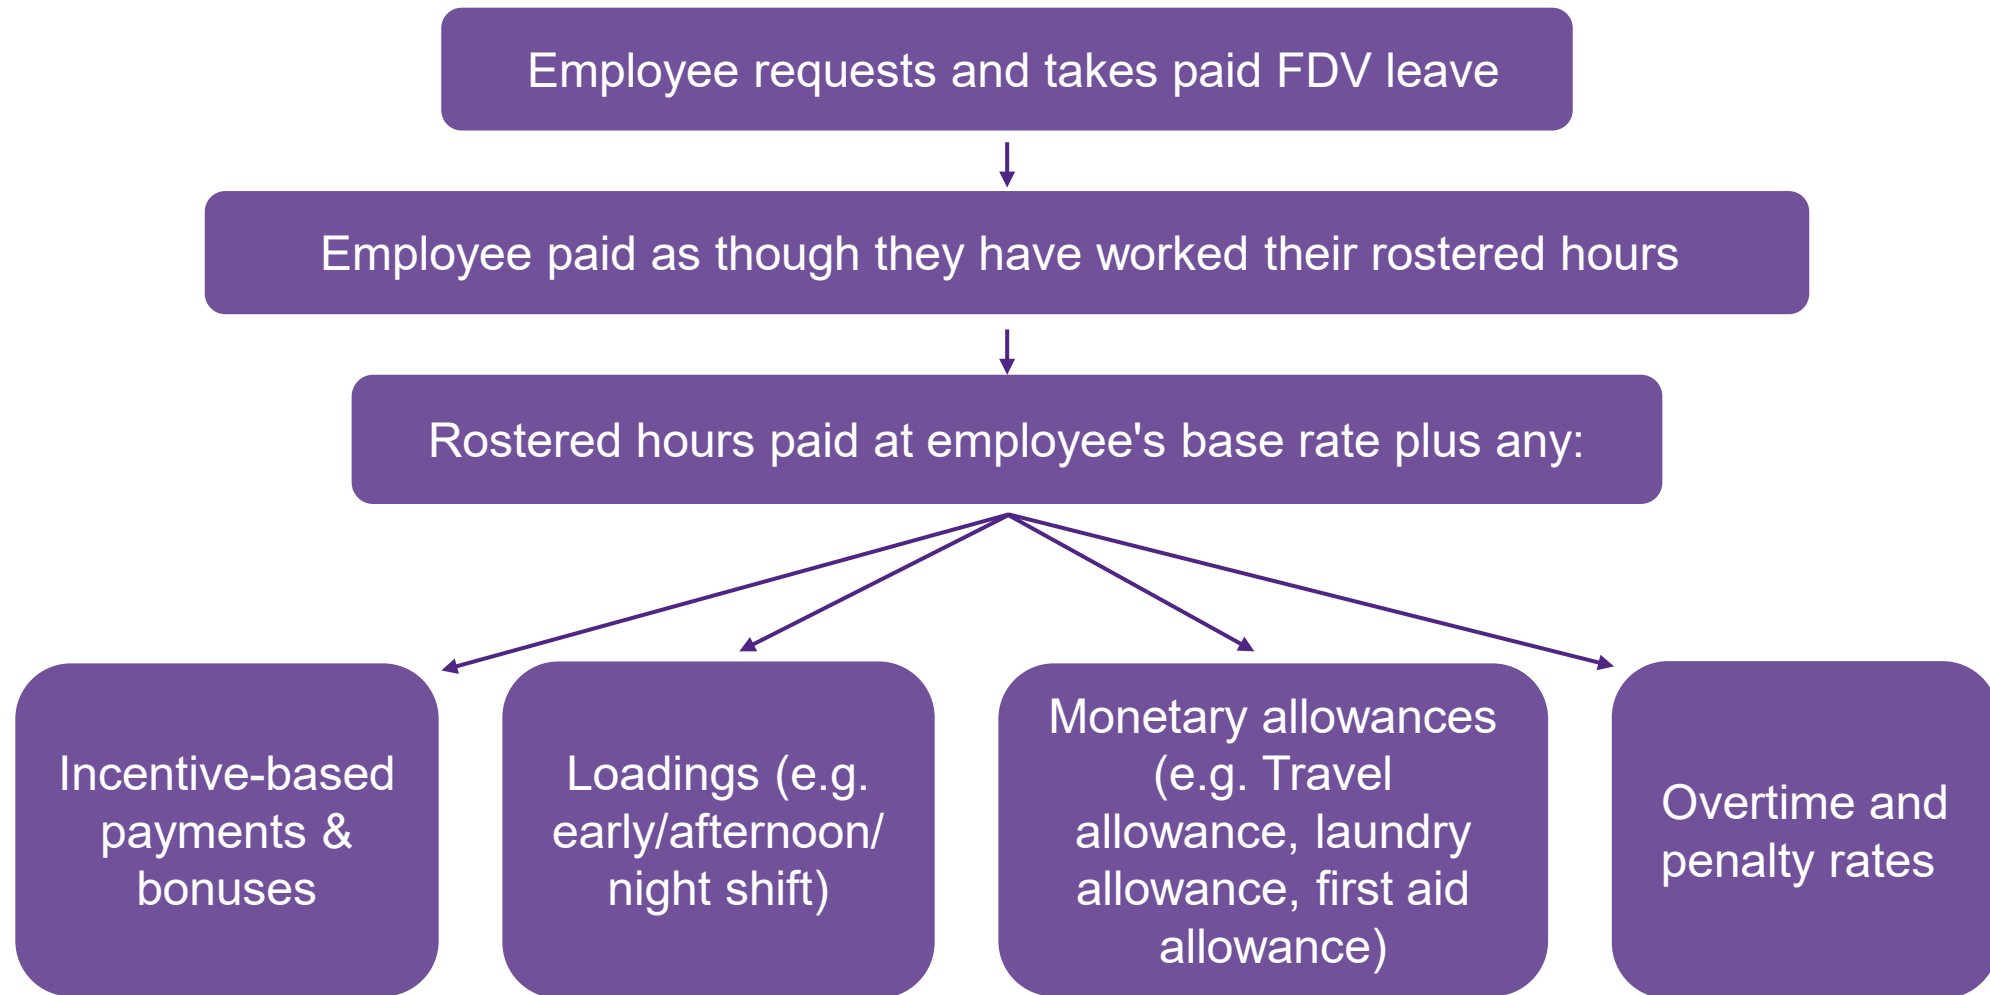 Employee requests and takes paid FDV leave
Employee paid as though they have worked their rostered hours
Rostered hours paid at employee's base rate plus any:
Incentive-based
payments &
bonuses
Loadings (e.g.
early/afternoon/
night shift)
Monetary allowances
(e.g. Travel
allowance, laundry
allowance, first aid
allowance)
Overtime and
penalty rates